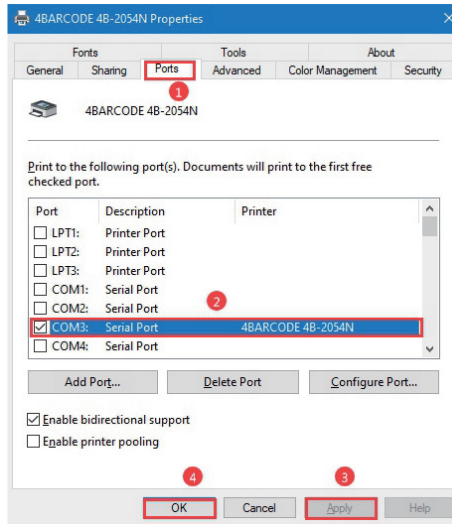 4BARCODE 4B-2054N Properties
Fonts Tools About
General Sharing Ports Advanced Color Management Security
1
4BARCODE 4B-2054N
Print to the following port(s). Documents will print to the first free
checked port.
Port Description Printer
LPT1: Printer Port
LPT2: Printer Port
LPT3: Printer Port
COM1: Serial Port
COM2: Serial Port
2
COM3: Serial Port 4BARCODE 4B-2054N
COM4: Serial Port
Add Port... Delete Port Configure Port...
Enable bidirectional support
Enable printer pooling
4 3
OK Cancel Apply Help